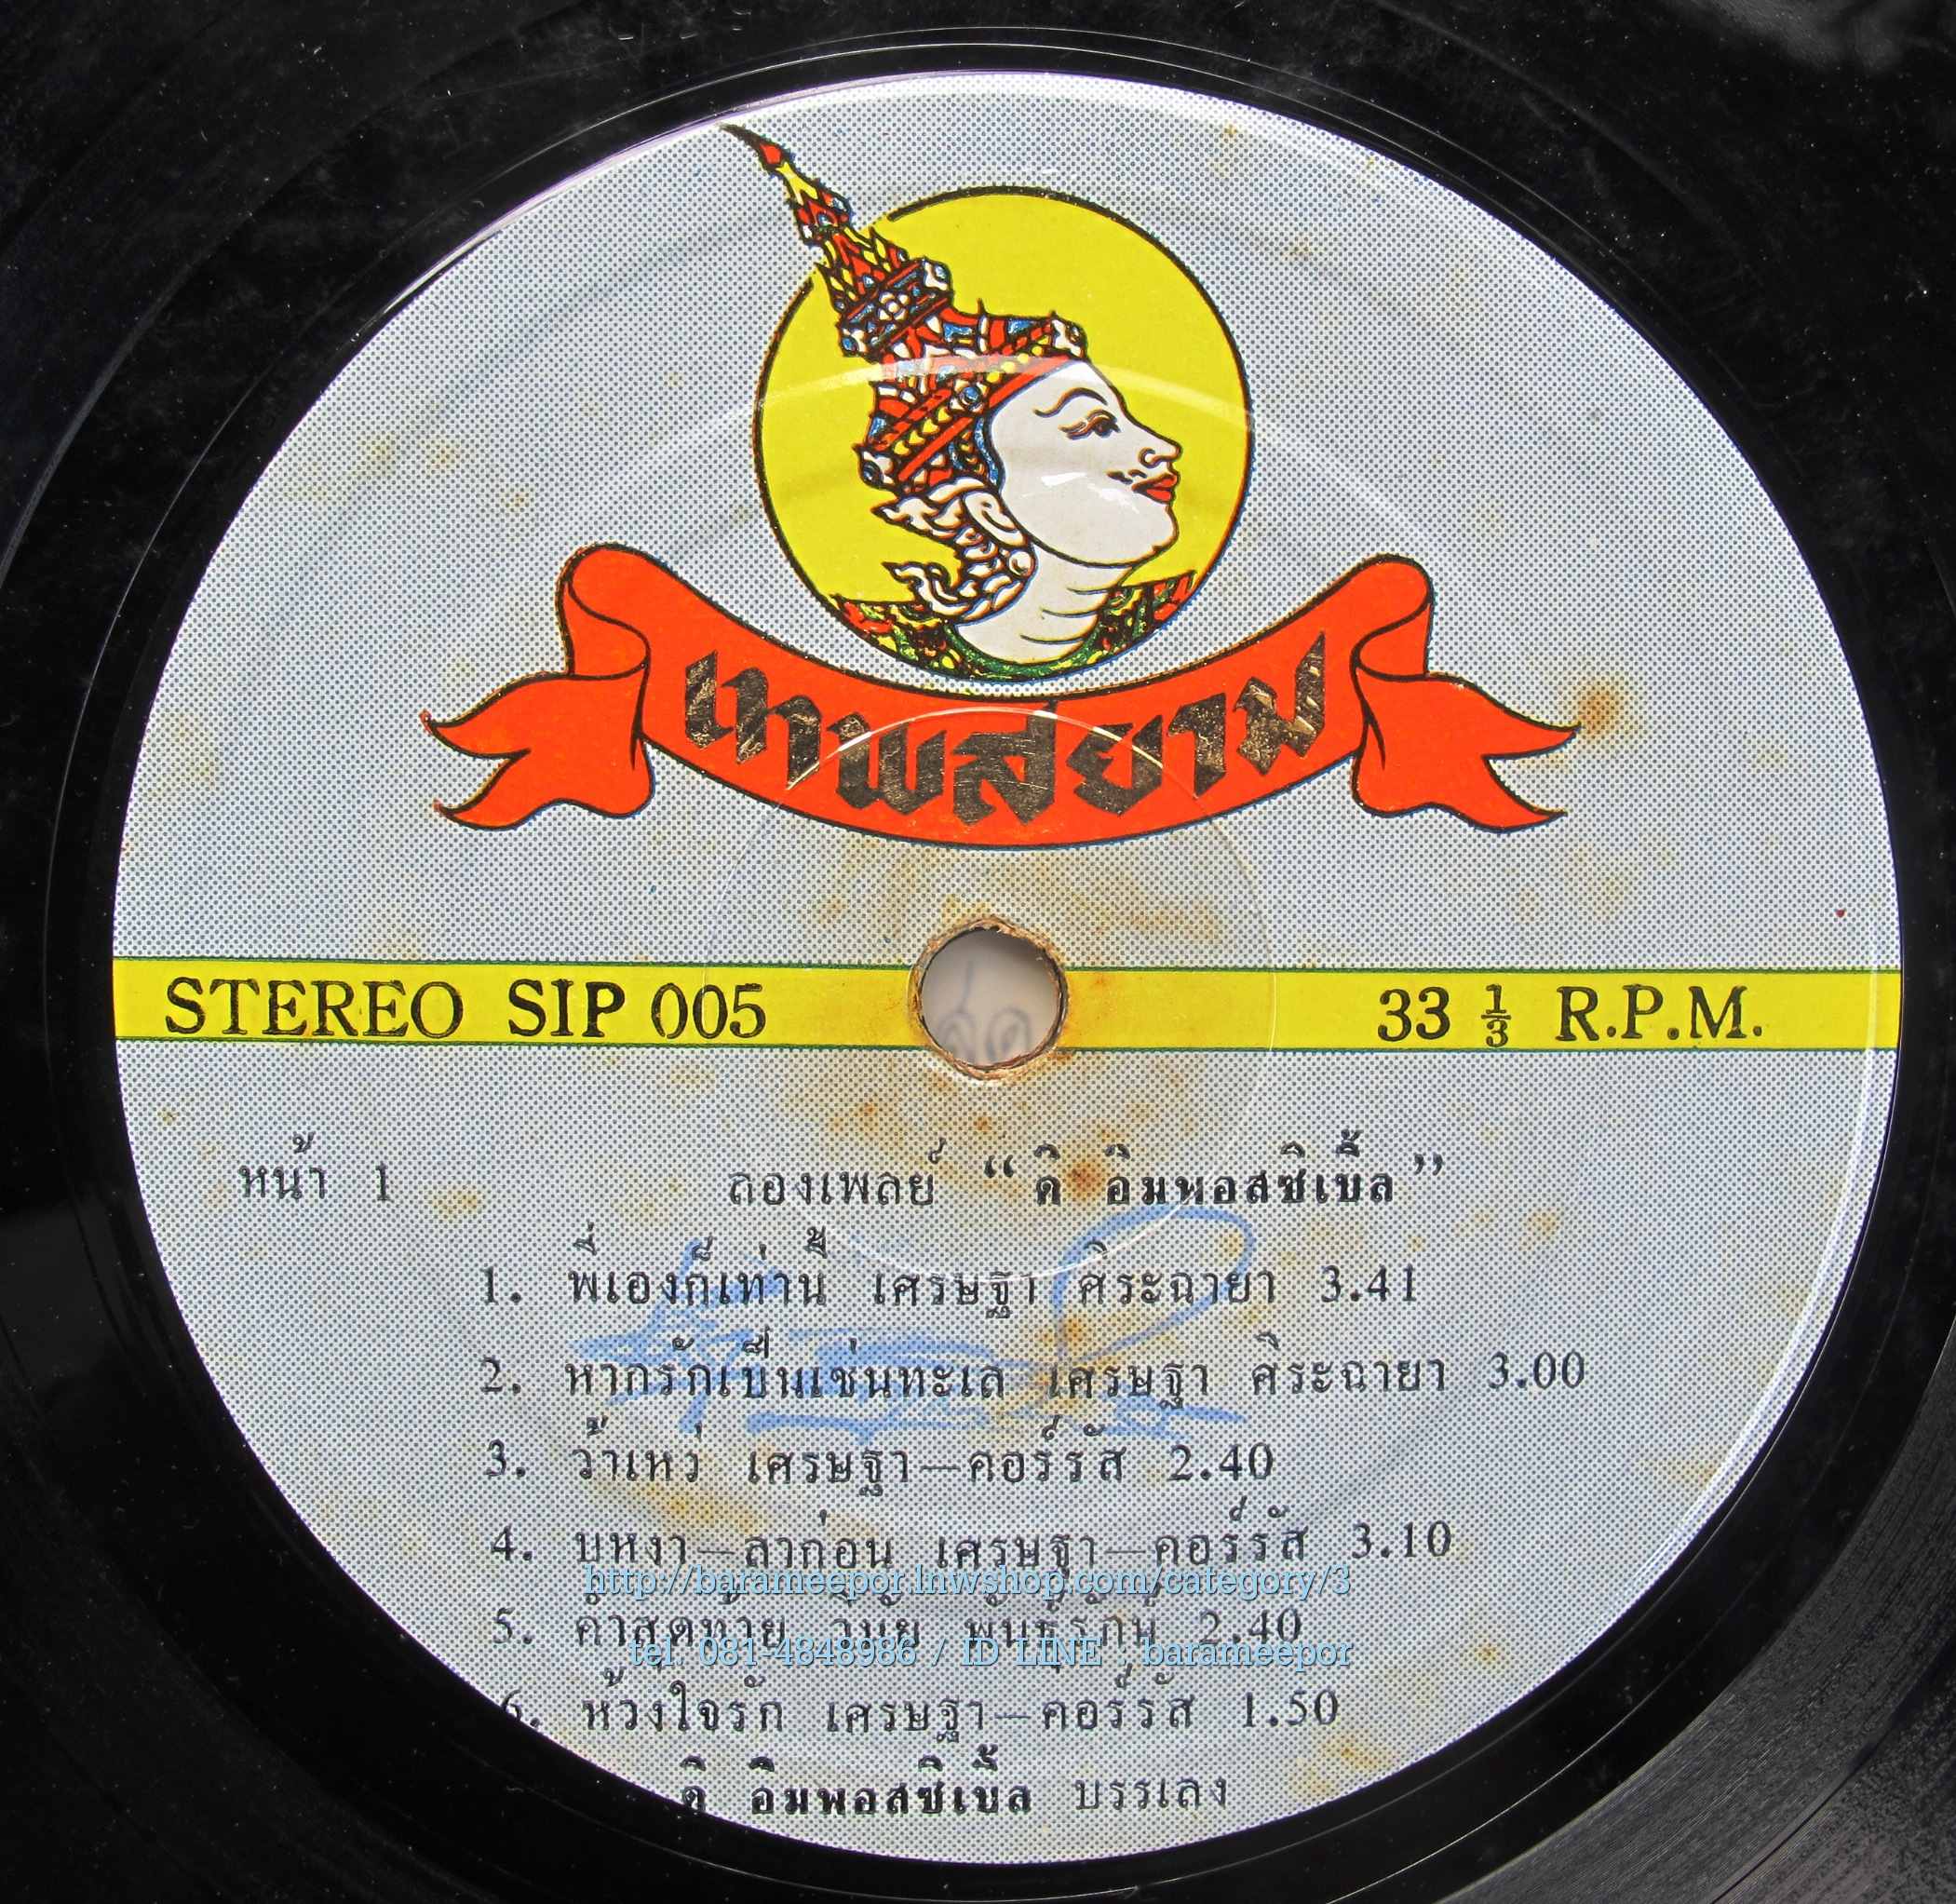 เทพสยาม
STEREO SIP 005 33 1/3 R.P.M.
หน้า 1 ลองเพลย์ “ดิ อิมพอสซิเบิ้ล”
1. พี่เองก็เท่านี้ เศรษฐา ศิระฉายา 3.41
2. หากรักเป็นเช่นทะเล เศรษฐา ศิระฉายา 3.00
3. ว้าเหว่ เศรษฐา—คอร์รัส 2.40
4. บุหงา—ลาก่อน เศรษฐา—คอร์รัส 3.10
http://barameepor.lnwshop.com/category/3
5. คำสุดท้าย วินัย พันธุ์รักษ์ 2.40
tel. 081-4848986 / ID LINE : barameepor
6. ห้วงใจรัก เศรษฐา—คอร์รัส 1.50
ดิ อิมพอสซิเบิ้ล บรรเลง